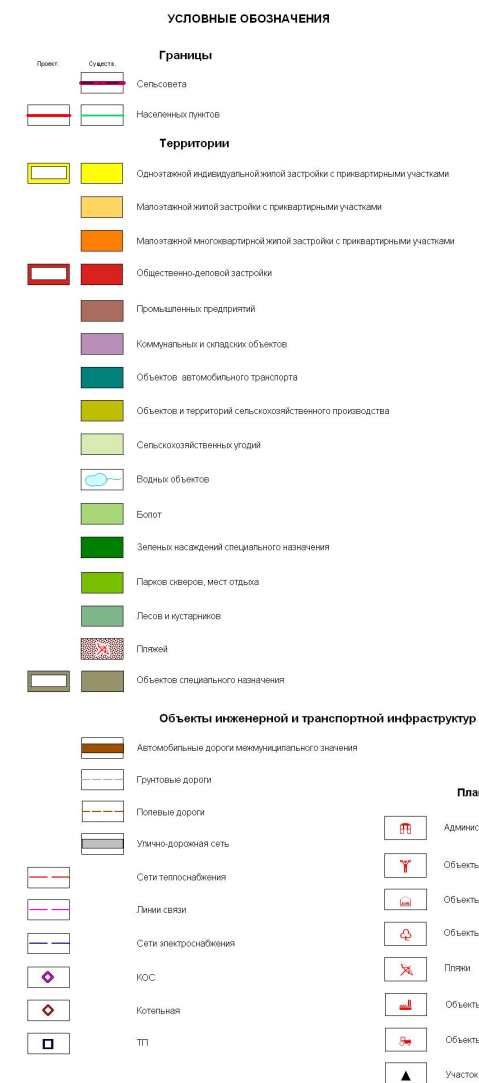 УСЛОВНЫЕ ОБОЗНАЧЕНИЯ
Границы
Проект. Существ.
Сельсовета
Населенных пунктов
Территории
Одноэтажной индивидуальной жилой застройки с приквартирными участками
Малоэтажной жилой застройки с приквартирными участками
Малоэтажной многоквартирной жилой застройки с приквартирными участками
Общественно-деловой застройки
Промышленных предприятий
Коммунальных и складских объектов
Объектов автомобильного транспорта
Объектов и территорий сельскохозяйственного производства
Сельскохозяйственных угодий
Водных объектов
Болот
Зеленых насаждений специального назначения
Парков скверов, мест отдыха
Лесов и кустарников
Пляжей
Объектов специального назначения
Объекты инженерной и транспортной инфраструктур
Автомобильные дороги межмуниципального значения
Грунтовые дороги
Полевые дороги
Улично-дорожная сеть
Сети теплоснабжения
Линии связи
Сети электроснабжения
КОС
Котельная
ТП
Пла
Админис
Объекты
Объекты
Объекты
Пляжи
Объекты
Объекты
Участок